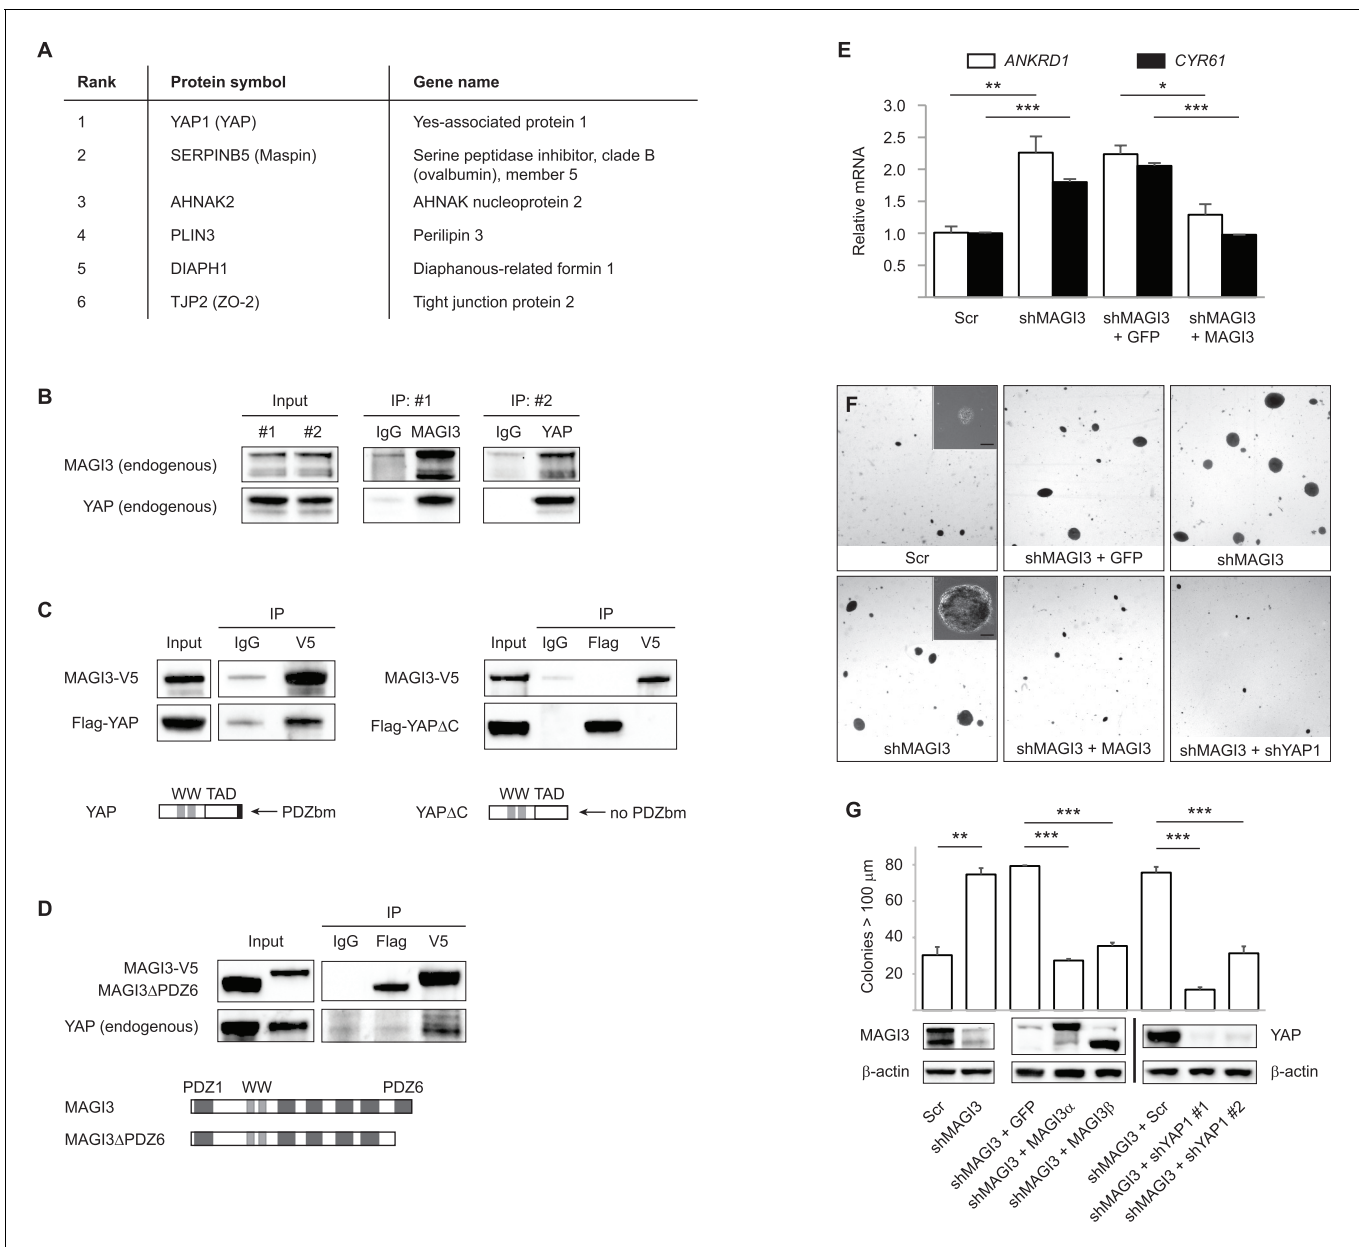 A
Rank Protein symbol Gene name
1 YAP1 (YAP) Yes-associated protein 1
2 SERPINB5 (Maspin) Serine peptidase inhibitor, clade B
(ovalbumin), member 5
3 AHNAK2 AHNAK nucleoprotein 2
4 PLIN3 Perilipin 3
5 DIAPH1 Diaphanous-related formin 1
6 TJP2 (ZO-2) Tight junction protein 2
B
Input IP: #1 IP: #2
#1 #2 IgG MAGI3 IgG YAP
MAGI3 (endogenous)
YAP (endogenous)
C
IP
Input IgG V5
MAGI3-V5
Flag-YAP
WW TAD
YAP PDZbm
IP
Input IgG Flag V5
MAGI3-V5
Flag-YAPΔC
WW TAD
YAPΔC no PDZbm
D
IP
Input IgG Flag V5
MAGI3-V5
MAGI3ΔPDZ6
YAP (endogenous)
PDZ1 WW PDZ6
MAGI3
MAGI3ΔPDZ6
E
ANKRD1 CYR61
** *
*** ***
Relative mRNA
3.0
2.5
2.0
1.5
1.0
0.5
Scr shMAGI3 shMAGI3 shMAGI3
+ GFP + MAGI3
F
Scr shMAGI3 + GFP shMAGI3
shMAGI3 shMAGI3 + MAGI3 shMAGI3 + shYAP1
G
*** ***
** *** ***
Colonies > 100 μm
80
60
40
20
MAGI3 YAP
β-actin β-actin
Scr
shMAGI3
shMAGI3 + GFP
shMAGI3 + MAGI3α
shMAGI3 + MAGI3β
shMAGI3 + Scr
shMAGI3 + shYAP1 #1
shMAGI3 + shYAP1 #2